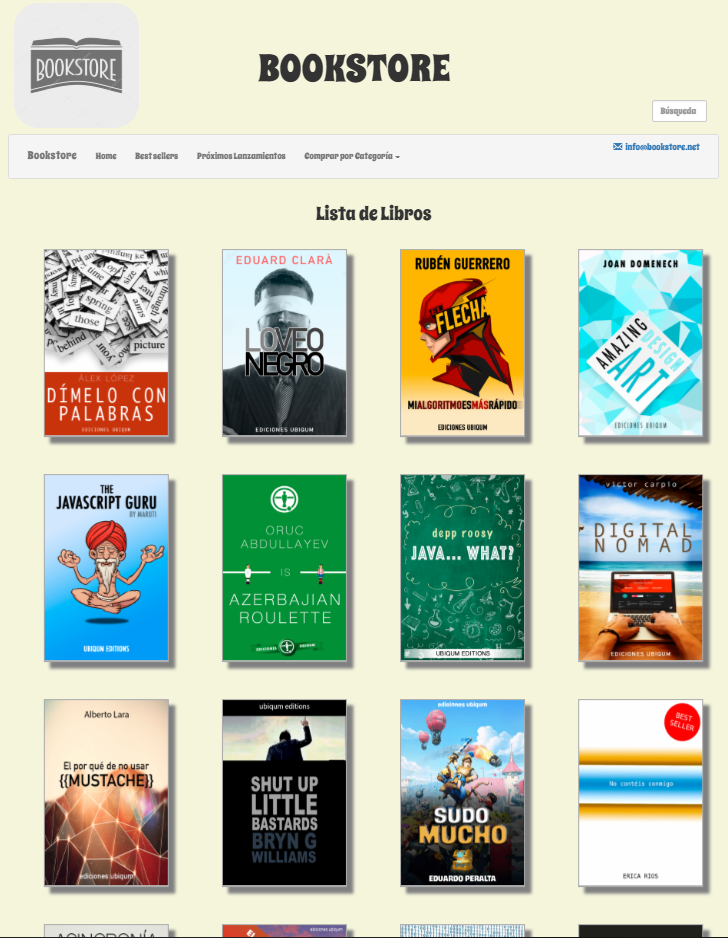 BOOKSTORE
BOOKSTORE
Búsqueda
Bookstore Home Best sellers Próximos Lanzamientos Comprar por Categoría
info@bookstore.net
Lista de Libros
time
size
spring
those
behind
your
picture
ÁLEX LÓPEZ
DÍMELO CON
PALABRAS
EDICIONES UBIQUM
EDUARD CLARÀ
LOVEO
NEGRO
EDICIONES UBIQUM
RUBÉN GUERRERO
FLECHA
MIALGORITMOESMÁSRÁPIDO
EDICIONES UBIQUM
JOAN DOMENECH
AMAZING
DESIGN
ART
EDICIONES UBIQUM
THE
JAVASCRIPT GURU
BY MARUTI
UBIQUM EDITIONS
ORUC
ABDULLAYEV
IS
AZERBAJIAN
ROULETTE
EDICIONES UBIQUM
depp roosy
JAVA... WHAT?
UBIQUM EDITIONS
victor carpio
DIGITAL
NOMAD
EDICIONES UBIQUM
Alberto Lara
El por qué de no usar
{{MUSTACHE}}
ediciones ubiqum
ubiqum editions
SHUT UP
LITTLE
BASTARDS
BRYN G
WILLIAMS
ediciones ubiqum
SUDO
MUCHO
EDUARDO PERALTA
BEST
SELLER
No contéis conmigo
ERICA RIOS
ediciones ubiqum